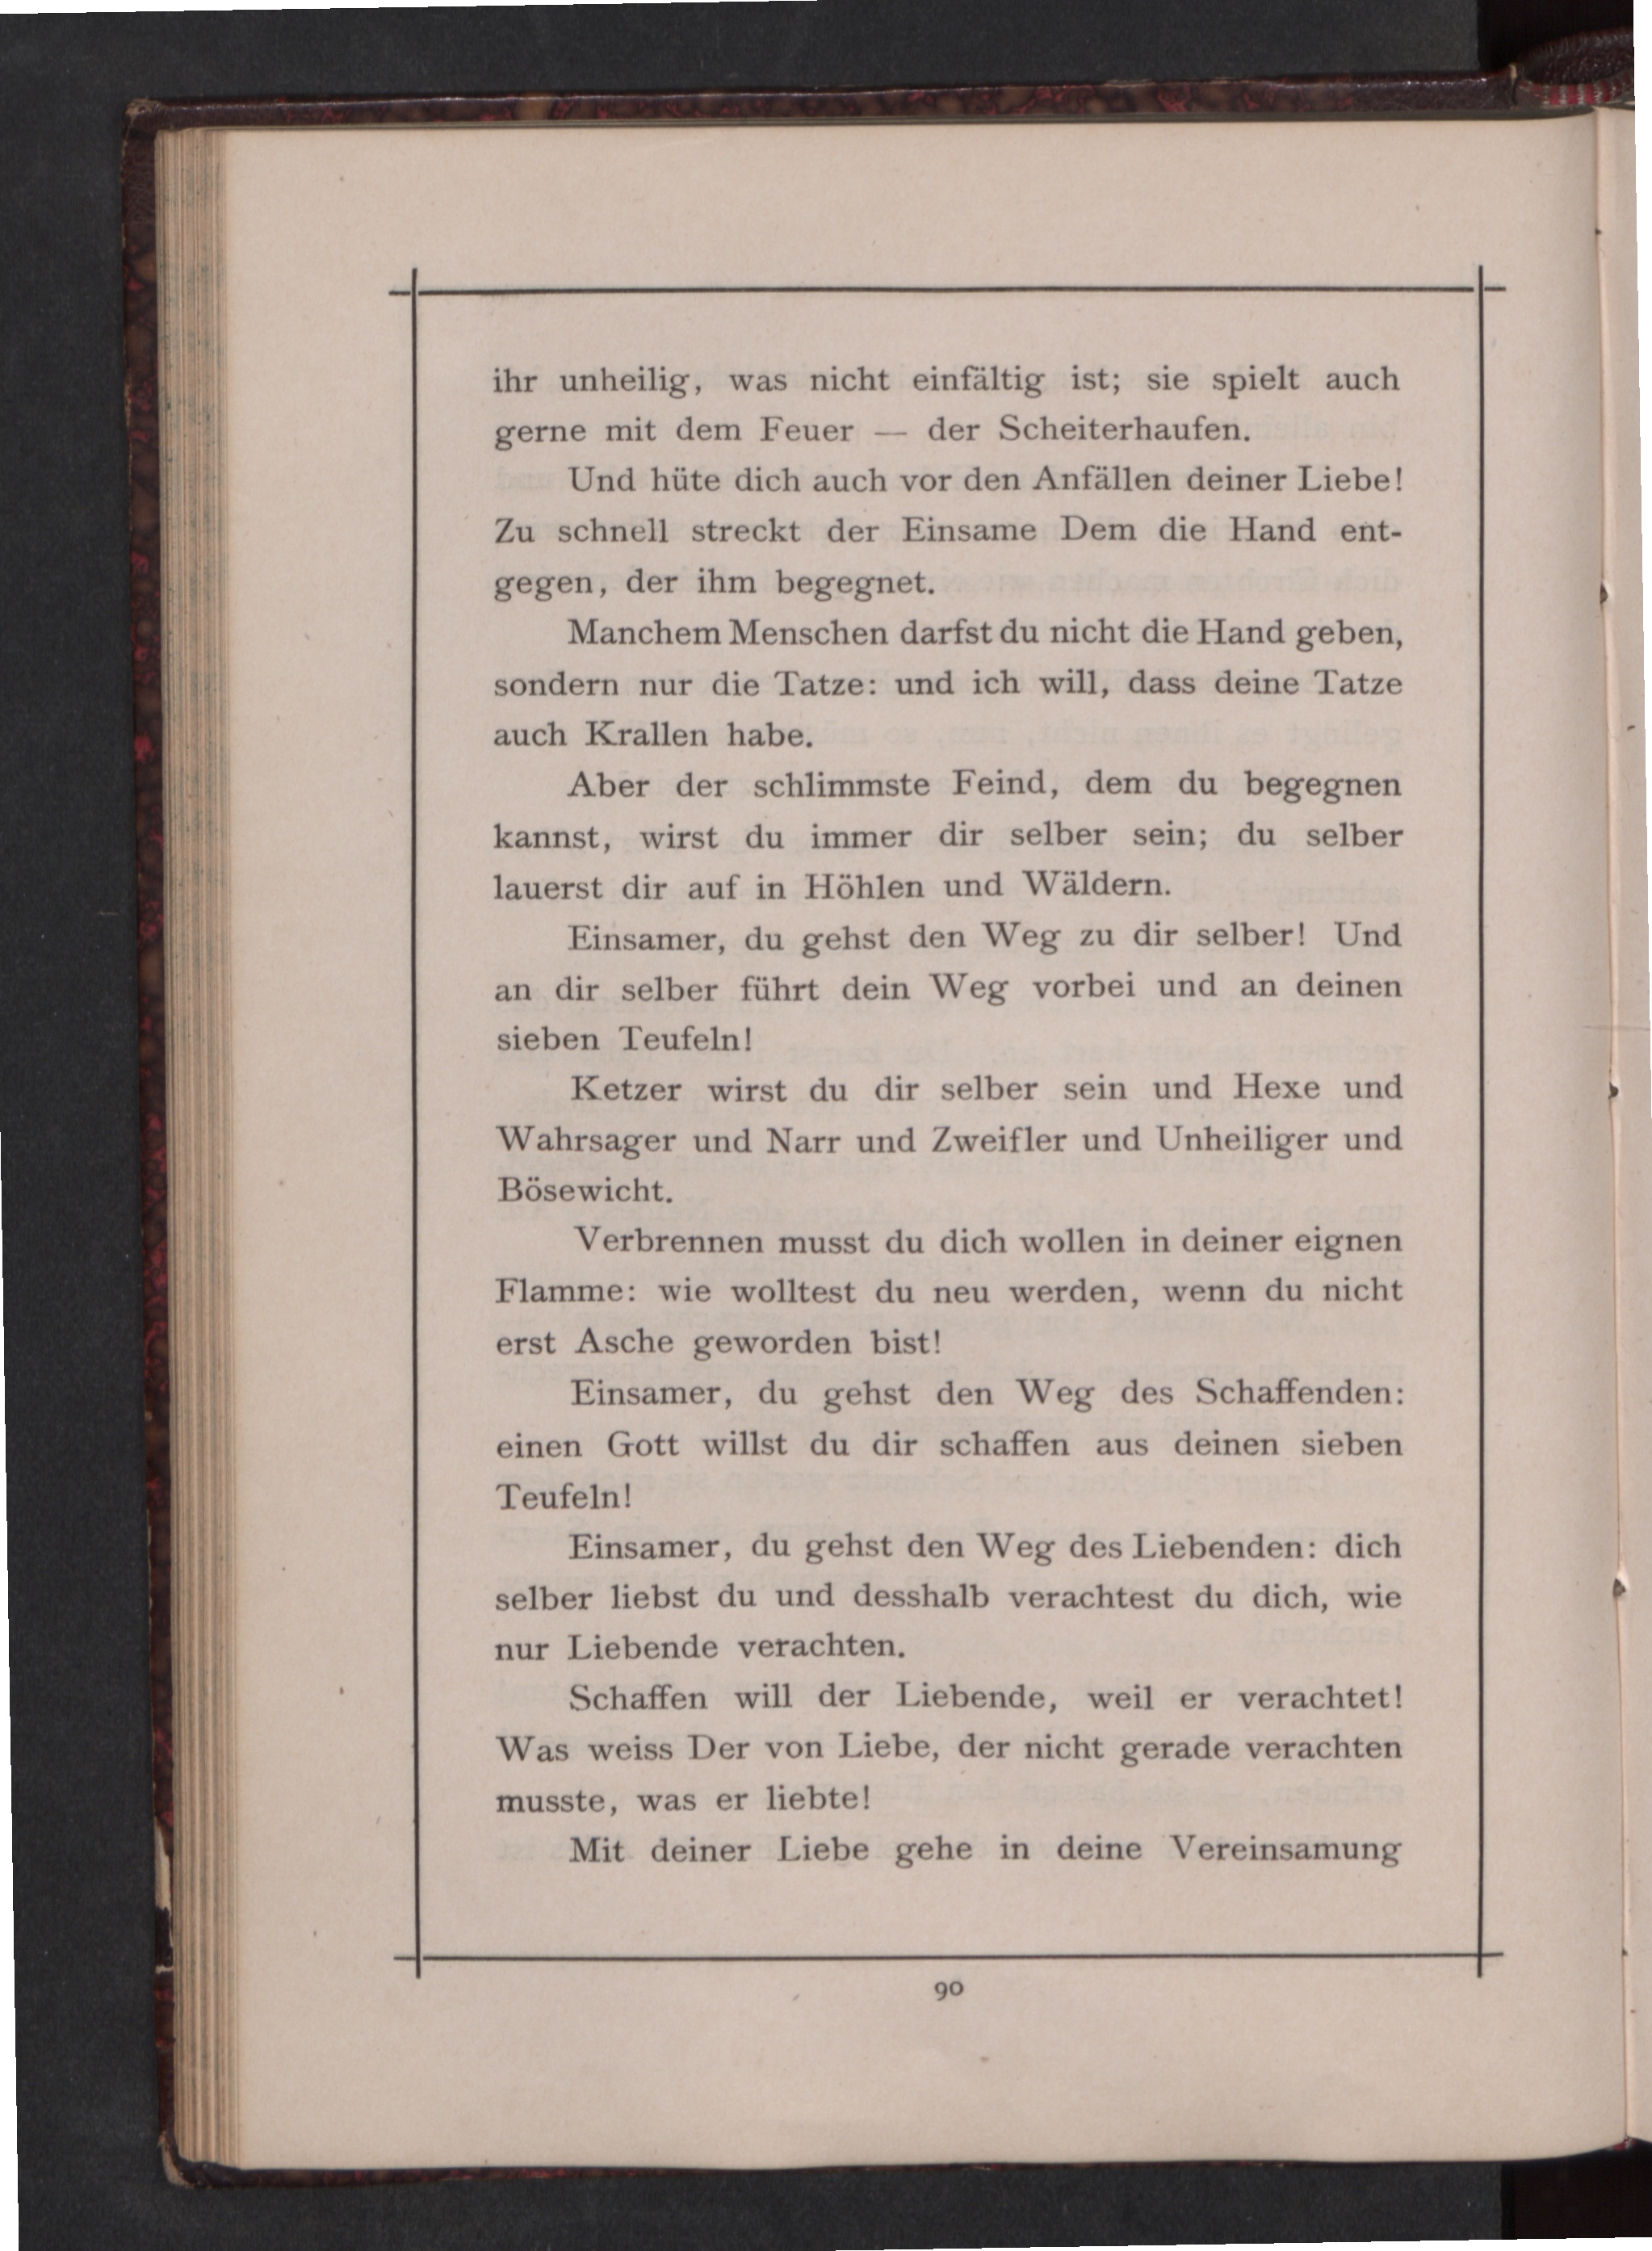 ihr unheilig, was nicht einfältig ist; sie spielt auch
gerne mit dem Feuer — der Scheiterhaufen.
Und hüte dich auch vor den Anfällen deiner Liebe!
Zu schnell streckt der Einsame Dem die Hand ent-
gegen, der ihm begegnet.
Manchem Menschen darfst du nicht die Hand geben,
sondern nur die Tatze: und ich will, dass deine Tatze
auch Krallen habe.
Aber der schlimmste Feind, dem du begegnen
kannst, wirst du immer dir selber sein; du selber
lauerst dir auf in Höhlen und Wäldern.
Einsamer, du gehst den Weg zu dir selber! Und
an dir selber führt dein Weg vorbei und an deinen
sieben Teufeln!
Ketzer wirst du dir selber sein und Hexe und
Wahrsager und Narr und Zweifler und Unheiliger und
Bösewicht.
Verbrennen musst du dich wollen in deiner eignen
Flamme: wie wolltest du neu werden, wenn du nicht
erst Asche geworden bist!
Einsamer, du gehst den Weg des Schaffenden:
einen Gott willst du dir schaffen aus deinen sieben
Teufeln!
Einsamer, du gehst den Weg des Liebenden: dich
selber liebst du und desshalb verachtest du dich, wie
nur Liebende verachten.
Schaffen will der Liebende, weil er verachtet!
Was weiss Der von Liebe, der nicht gerade verachten
musste, was er liebte!
Mit deiner Liebe gehe in deine Vereinsamung
90